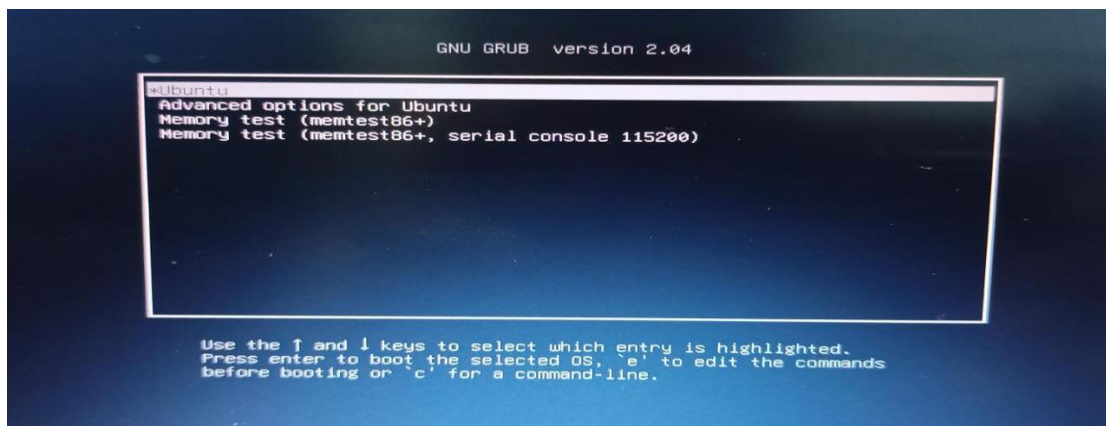 GNU GRUB version 2.04
*Ubuntu
Advanced options for Ubuntu
Memory test (memtest86+)
Memory test (memtest86+, serial console 115200)
Use the ↑ and ↓ keys to select which entry is highlighted.
Press enter to boot the selected OS, `e' to edit the commands
before booting or `c' for a command-line.